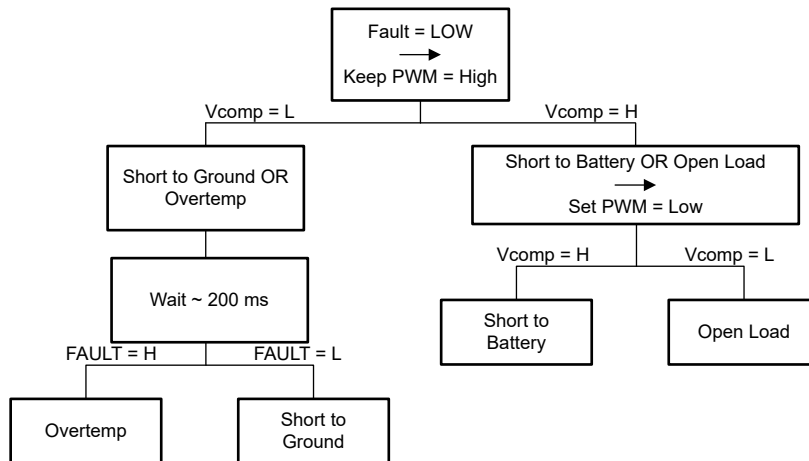 Fault = LOW
Keep PWM = High
Vcomp = L
Vcomp = H
Short to Ground OR
Overtemp
Short to Battery OR Open Load
Set PWM = Low
Vcomp = H
Vcomp = L
Wait ~ 200 ms
Short to
Battery
Open Load
FAULT = H
FAULT = L
Overtemp
Short to
Ground